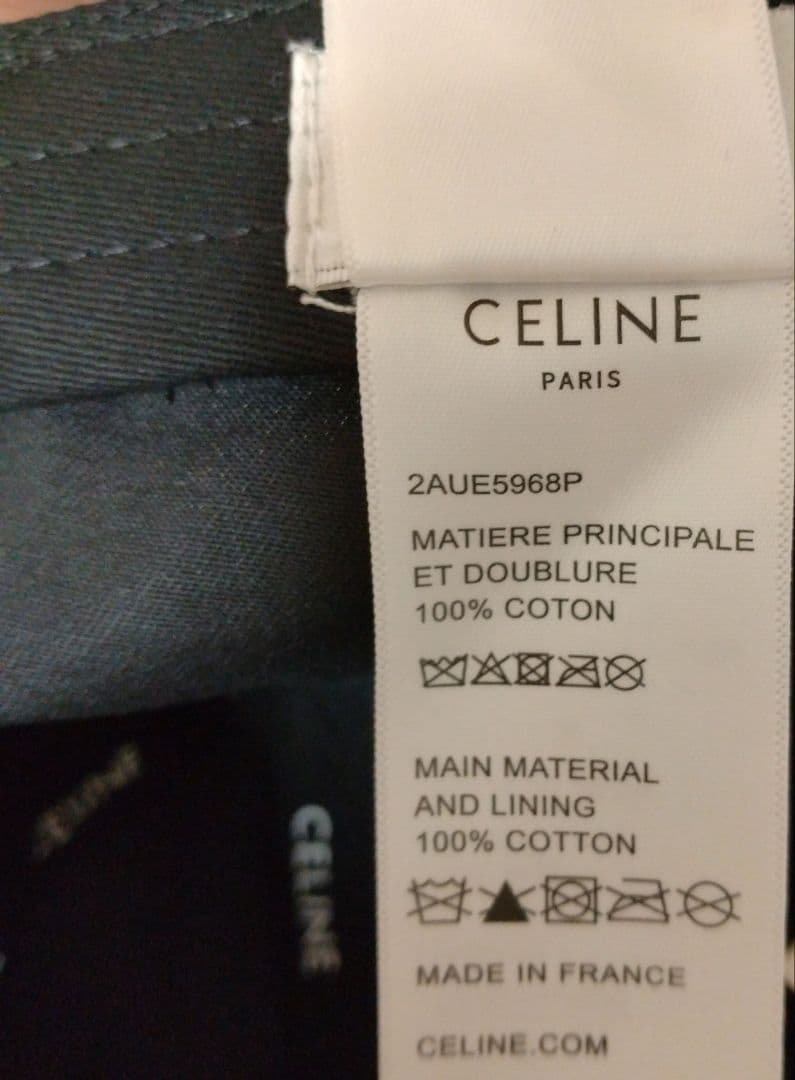 CELINE
PARIS
2AUE5968P
MATIERE PRINCIPALE
ET DOUBLURE
100% COTON
MAIN MATERIAL
AND LINING
100% COTTON
MADE IN FRANCE
CELINE.COM
CELINE
CELINE